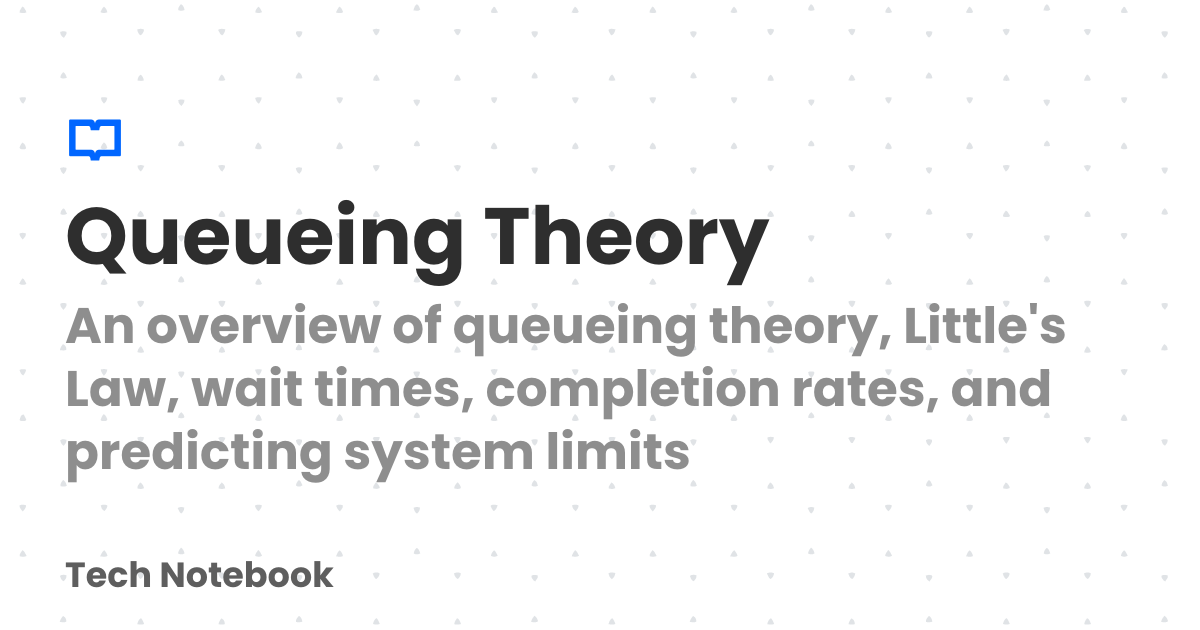 Queueing Theory
An overview of queueing theory, Little's
Law, wait times, completion rates, and
predicting system limits
Tech Notebook